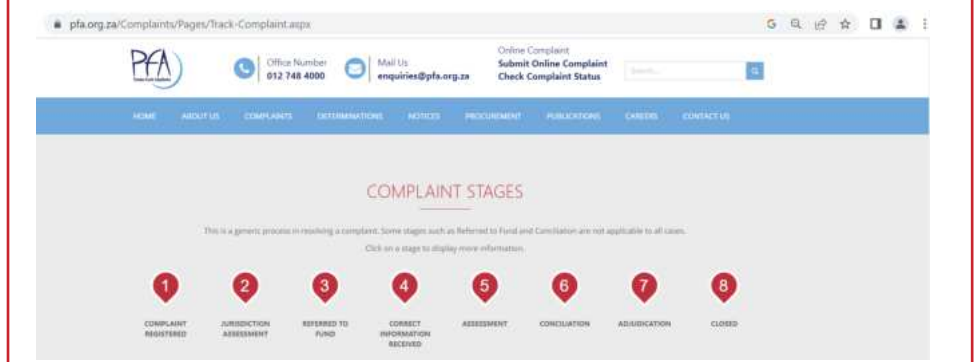 pfa.org.za/Complaints/Pages/Track-Complaint.aspx
PFA
Office Number
012 748 4000
Mail Us
enquiries@pfa.org.za
Online Complaint
Submit Online Complaint
Check Complaint Status
Search...
HOME ABOUT US COMPLAINTS DETERMINATIONS NOTICES PROCUREMENT PUBLICATIONS CAREERS CONTACT US
COMPLAINT STAGES
This is a generic process in resolving a complaint. Some stages such as Referred to Fund and Conciliation are not applicable to all cases.
Click on a stage to display more information.
1 2 3 4 5 6 7 8
COMPLAINT REGISTERED
JURISDICTION ASSESSMENT
REFERRED TO FUND
CORRECT INFORMATION RECEIVED
ASSESSMENT
CONCILIATION
ADJUDICATION
CLOSED